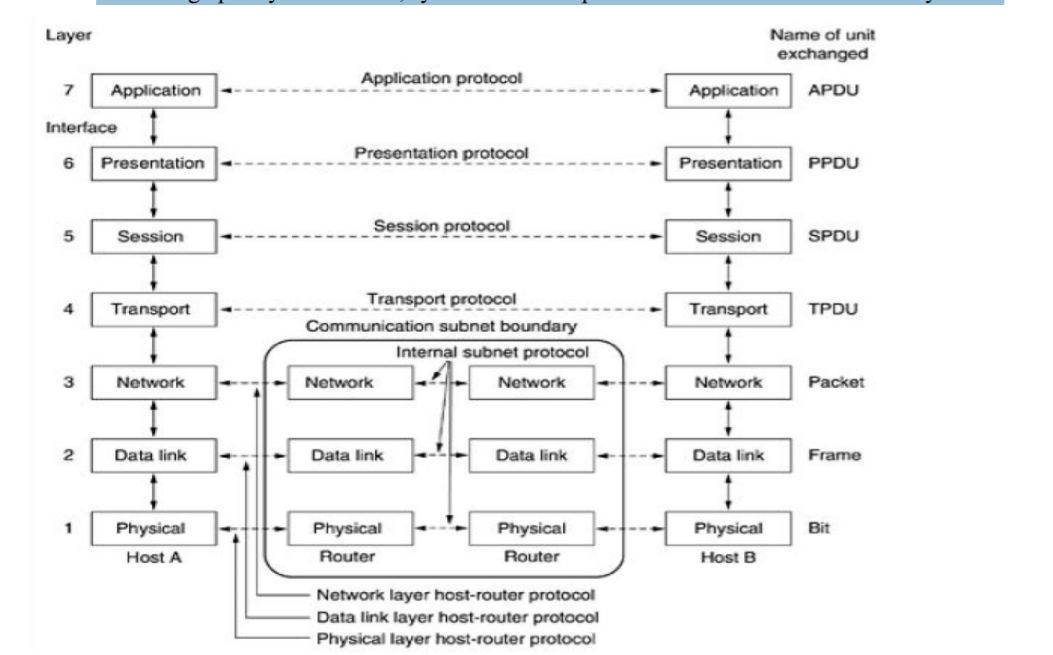 Layer
Name of unit
exchanged
7 Application Application protocol Application APDU
Interface
6 Presentation Presentation protocol Presentation PPDU
5 Session Session protocol Session SPDU
4 Transport Transport protocol Transport TPDU
Communication subnet boundary
Internal subnet protocol
3 Network Network Network Network Packet
2 Data link Data link Data link Data link Frame
1 Physical Physical Physical Physical Bit
Host A Router Router Host B
Network layer host-router protocol
Data link layer host-router protocol
Physical layer host-router protocol